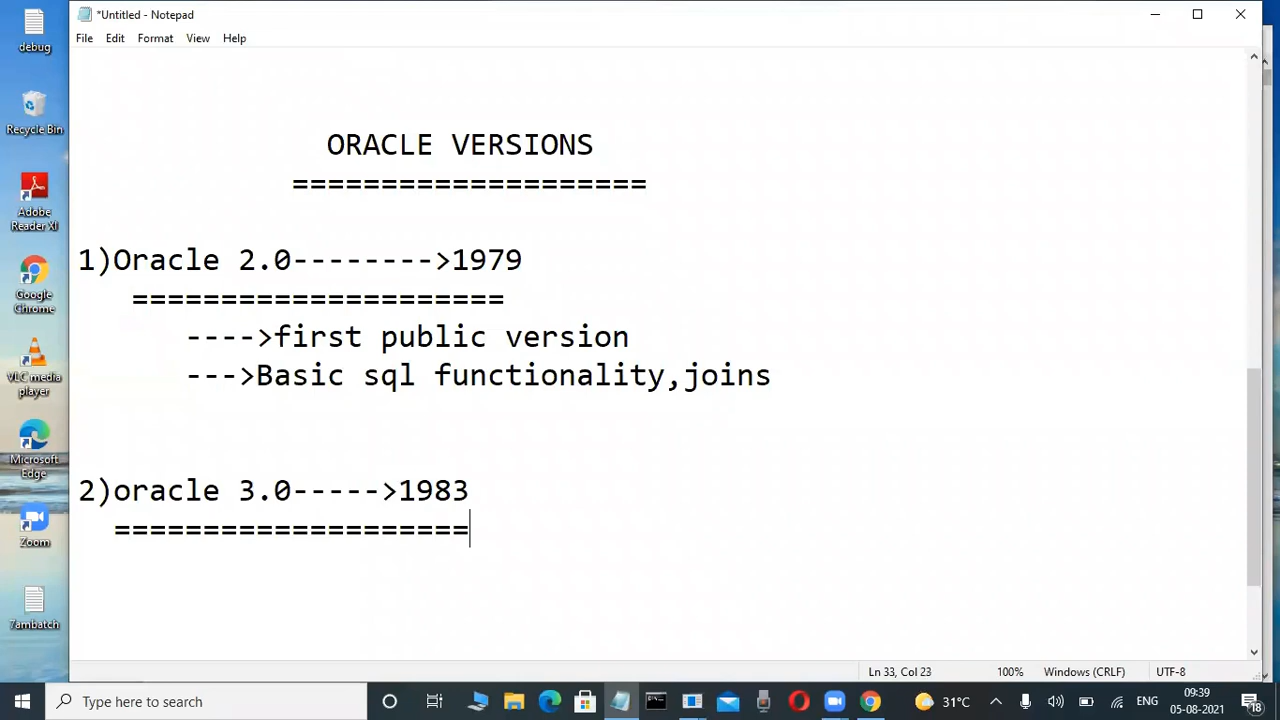 *Untitled - Notepad
File Edit Format View Help
ORACLE VERSIONS
====================
1)Oracle 2.0-------->1979
=====================
---->first public version
--->Basic sql functionality,joins
2)oracle 3.0----->1983
====================
debug
Recycle Bin
Adobe
Reader XI
Google
Chrome
VLC media
player
Microsoft
Edge
Zoom
7ambatch
Ln 33, Col 23 100% Windows (CRLF) UTF-8
Type here to search
31°C
ENG
09:39
05-08-2021
18